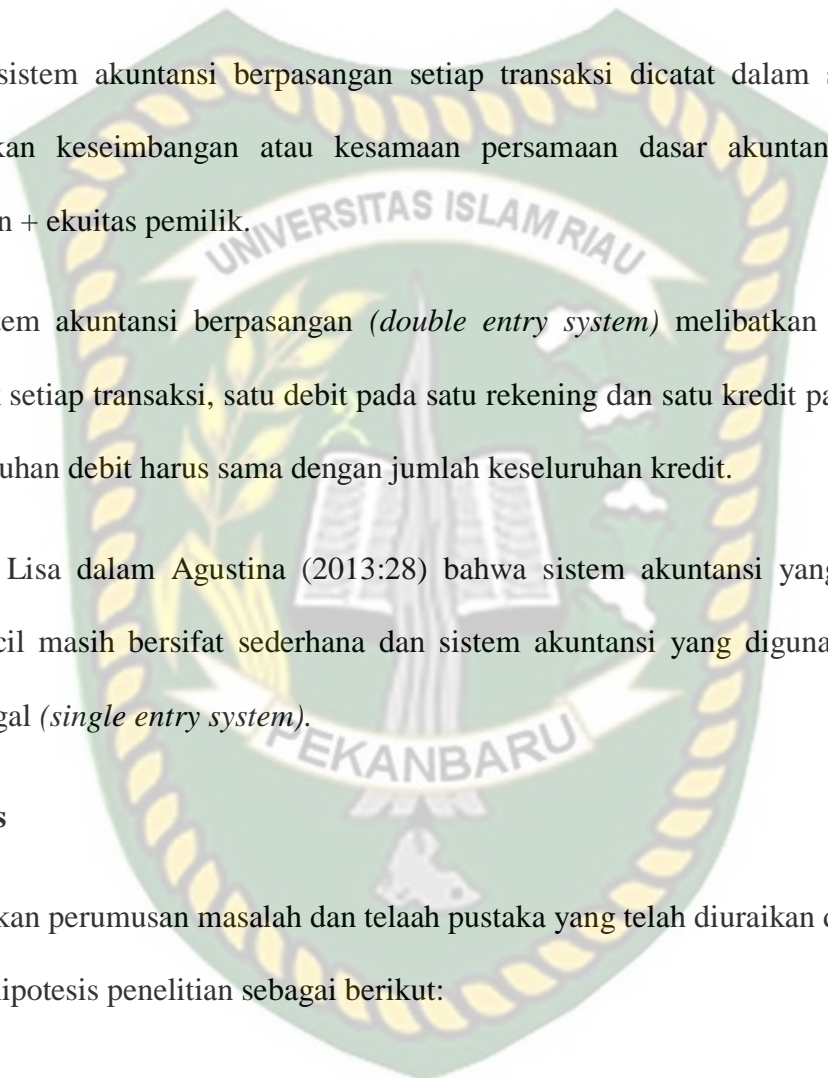 sistem akuntansi berpasangan setiap transaksi dicatat dalam
kan keseimbangan atau kesamaan persamaan dasar akuntan
n + ekuitas pemilik.
UNIVERSITAS ISLAM RIAU
tem akuntansi berpasangan (double entry system) melibatkan
setiap transaksi, satu debit pada satu rekening dan satu kredit pa
uhan debit harus sama dengan jumlah keseluruhan kredit.
Lisa dalam Agustina (2013:28) bahwa sistem akuntansi yang
cil masih bersifat sederhana dan sistem akuntansi yang diguna
gal (single entry system).
PEKANBARU
s
kan perumusan masalah dan telaah pustaka yang telah diuraikan
ipotesis penelitian sebagai berikut: